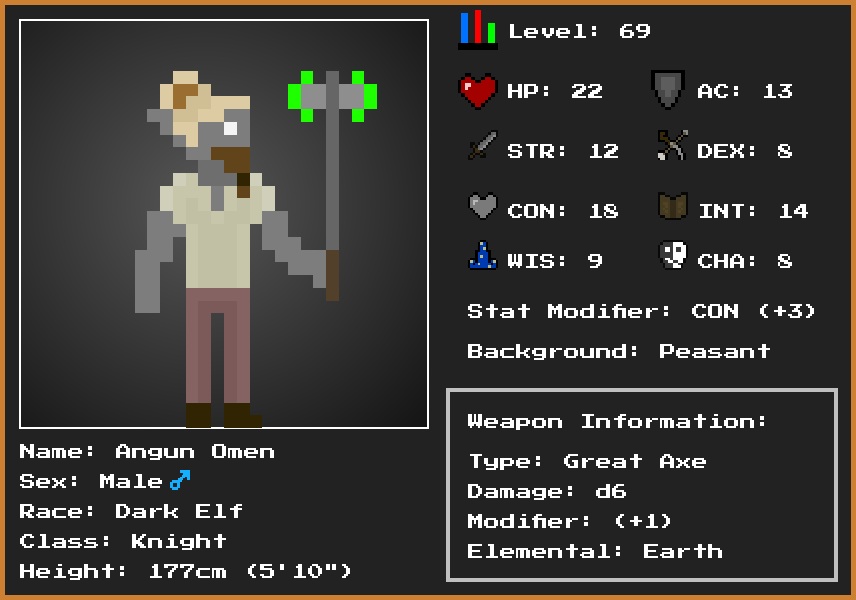 Level: 69
HP: 22
AC: 13
STR: 12
DEX: 8
CON: 18
INT: 14
WIS: 9
CHA: 8
Stat Modifier: CON (+3)
Background: Peasant
Weapon Information:
Type: Great Axe
Damage: d6
Modifier: (+1)
Elemental: Earth
Name: Angun Omen
Sex: Male♂
Race: Dark Elf
Class: Knight
Height: 177cm (5'10")